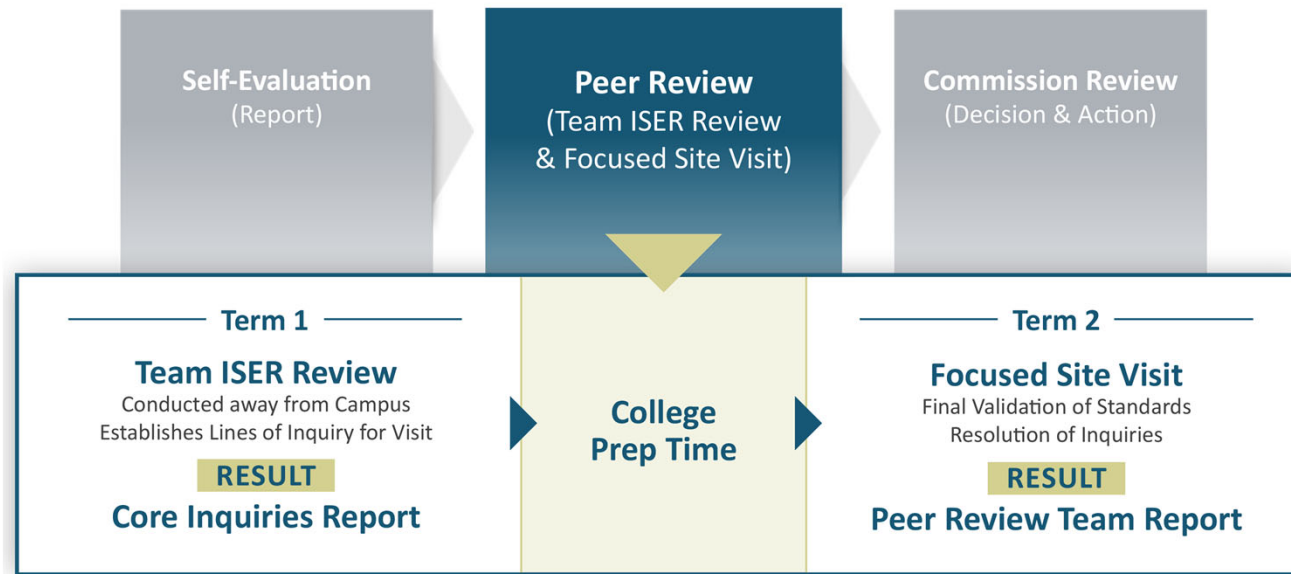 Self-Evaluation
(Report)
Peer Review
(Team ISER Review
& Focused Site Visit)
Commission Review
(Decision & Action)
Term 1
Team ISER Review
Conducted away from Campus
Establishes Lines of Inquiry for Visit
RESULT
Core Inquiries Report
College
Prep Time
Term 2
Focused Site Visit
Final Validation of Standards
Resolution of Inquiries
RESULT
Peer Review Team Report